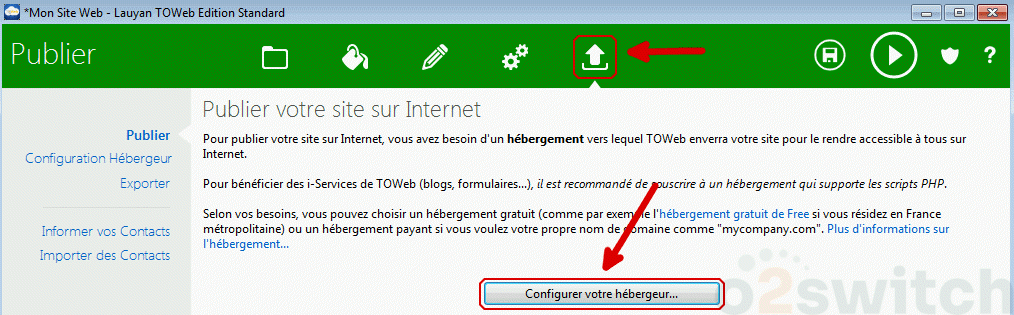 *Mon Site Web - Lauyan TOWeb Edition Standard
Publier
?
Publier votre site sur Internet
Publier
Configuration Hébergeur
Exporter
Informer vos Contacts
Importer des Contacts
Pour publier votre site sur Internet, vous avez besoin d'un hébergement vers lequel TOWeb enverra votre site pour le rendre accessible à tous sur
Internet.
Pour bénéficier des i-Services de TOWeb (blogs, formulaires...), il est recommandé de souscrire à un hébergement qui supporte les scripts PHP.
Selon vos besoins, vous pouvez choisir un hébergement gratuit (comme par exemple l'hébergement gratuit de Free si vous résidez en France
métropolitaine) ou un hébergement payant si vous voulez votre propre nom de domaine comme "mycompany.com". Plus d'informations sur
l'hébergement...
Configurer votre hébergeur...
o2switch